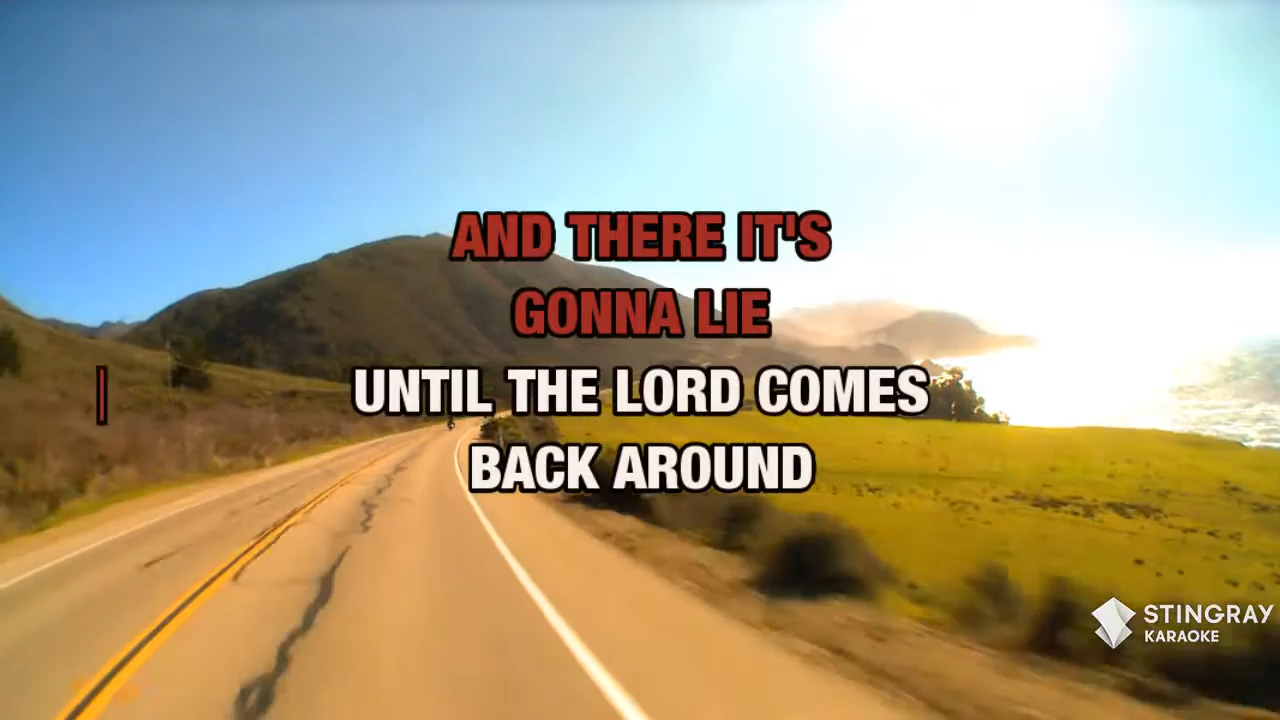 AND THERE IT'S
GONNA LIE
UNTIL THE LORD COMES
BACK AROUND
STINGRAY
KARAOKE